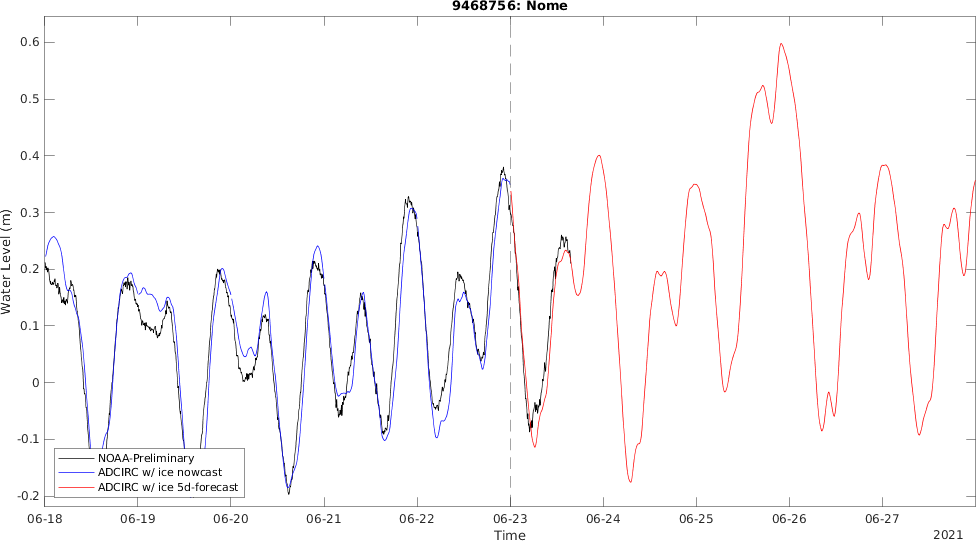 9468756: Nome
0.6
0.5
0.4
0.3
0.2
0.1
0
-0.1
-0.2
Water Level (m)
NOAA-Preliminary
ADCIRC w/ ice nowcast
ADCIRC w/ ice 5d-forecast
06-18 06-19 06-20 06-21 06-22 06-23 06-24 06-25 06-26 06-27
Time
2021